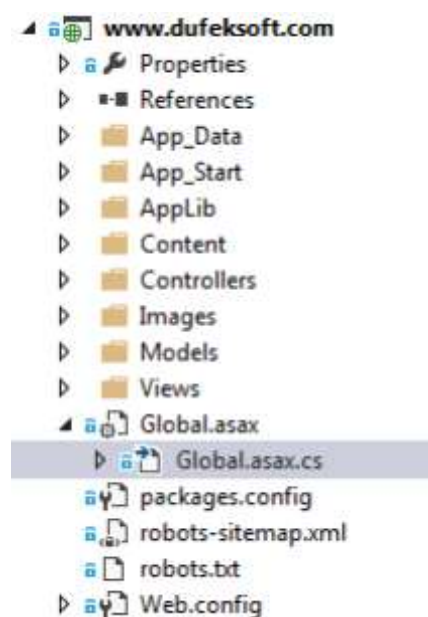 www.dufeksoft.com
Properties
References
App_Data
App_Start
AppLib
Content
Controllers
Images
Models
Views
Global.asax
Global.asax.cs
packages.config
robots-sitemap.xml
robots.txt
Web.config